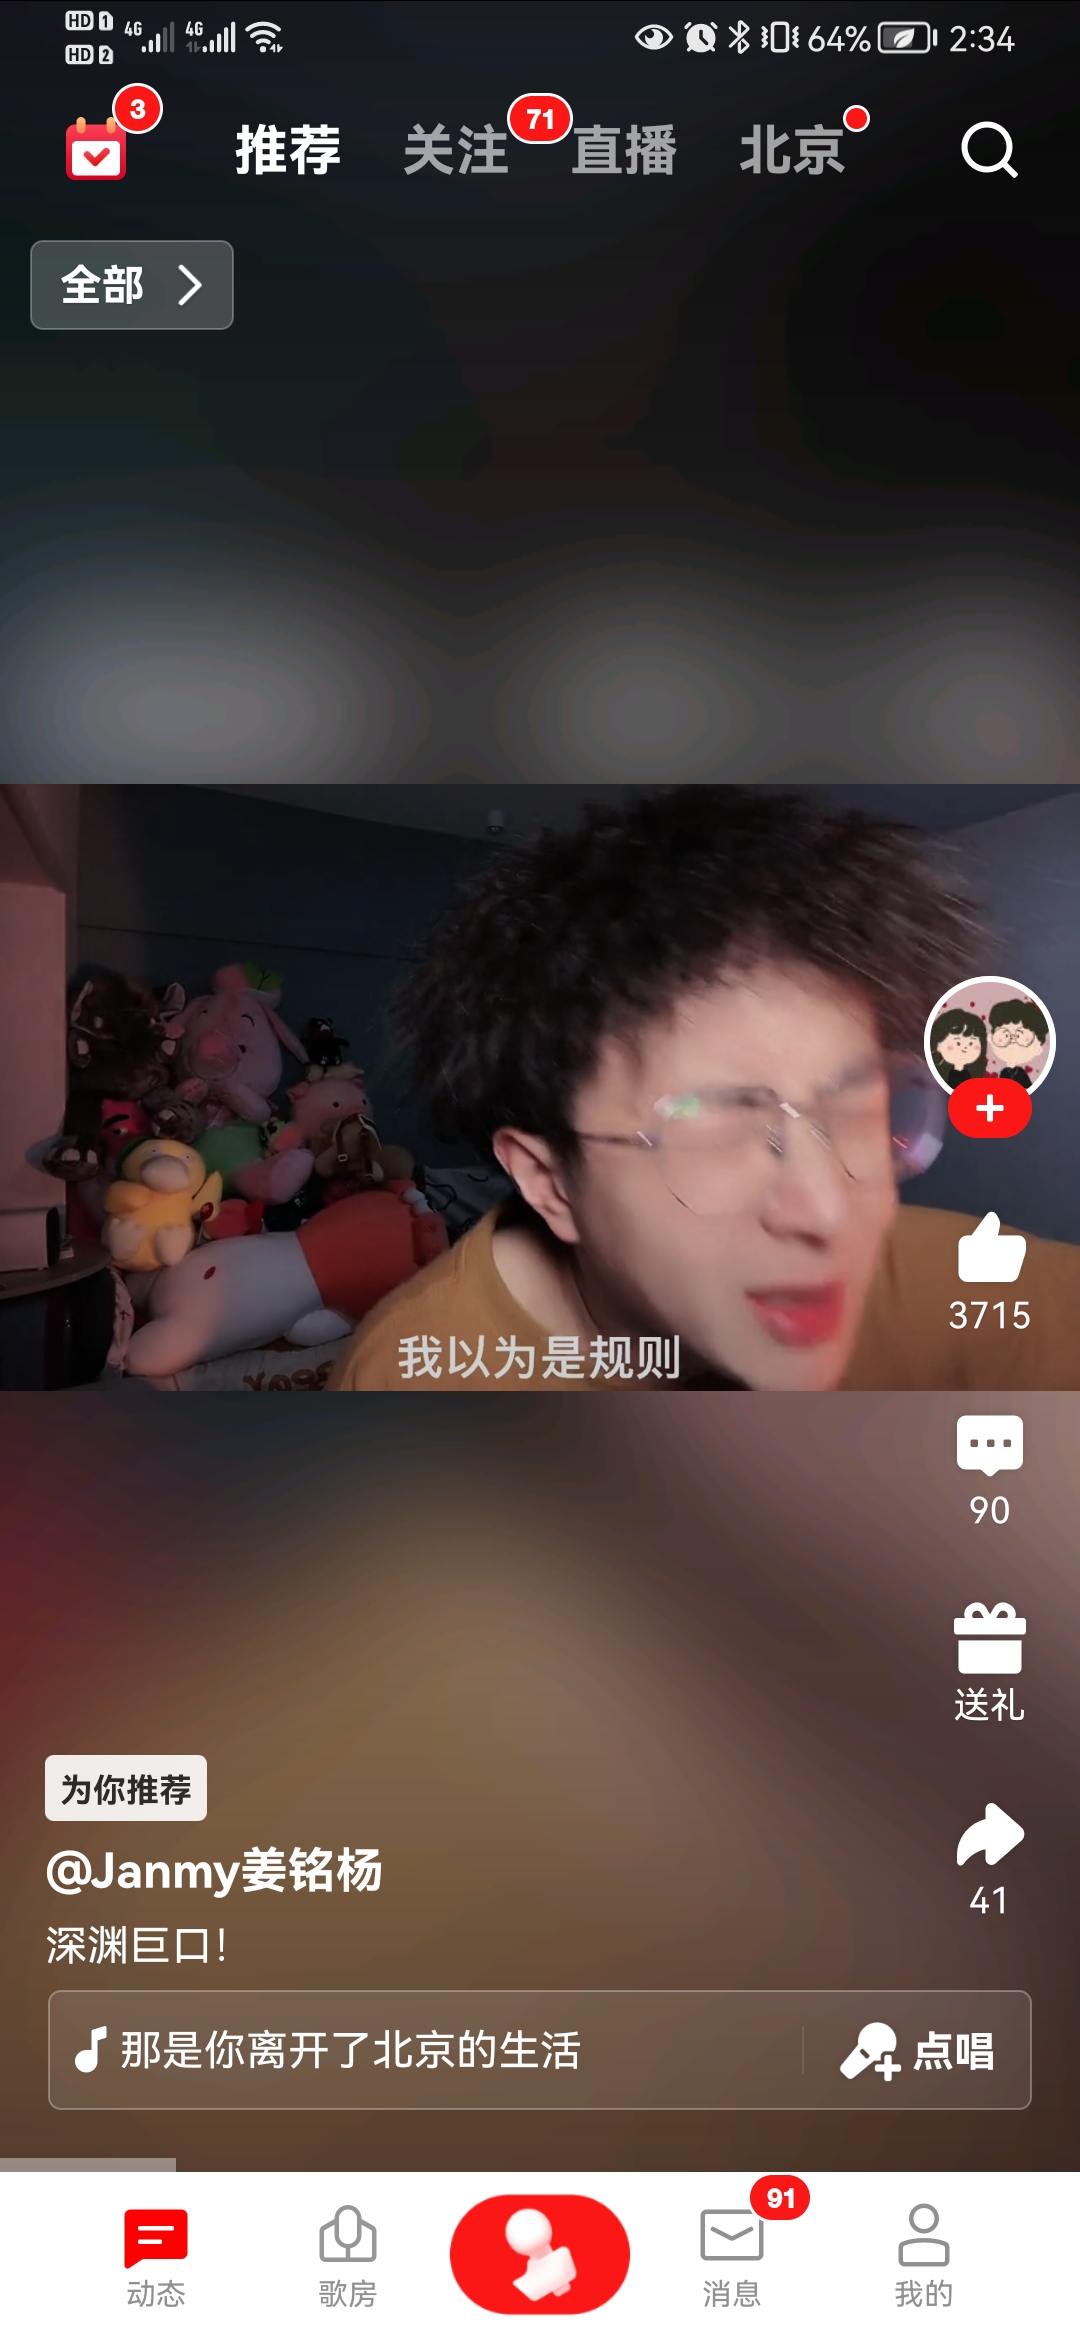 HD 1 4G 4G 64% 2:34
HD 2
3
推荐 关注 71 直播 北京
全部
我以为是规则
3715
90
送礼
为你推荐
@Janmy姜铭杨
41
深渊巨口！
那是你离开了北京的生活 点唱
动态 歌房 消息 91 我的